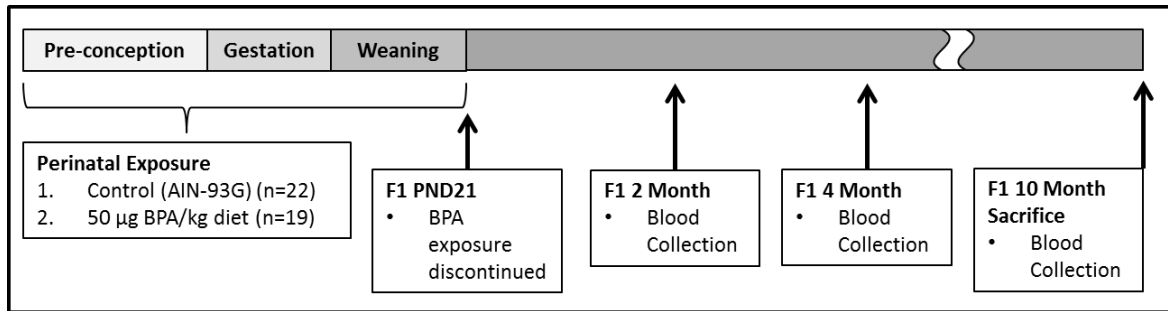 Pre-conception
Gestation
Weaning
Perinatal Exposure
1. Control (AIN-93G) (n=22)
2. 50 µg BPA/kg diet (n=19)
F1 PND21
• BPA
exposure
discontinued
F1 2 Month
• Blood
Collection
F1 4 Month
• Blood
Collection
F1 10 Month
Sacrifice
• Blood
Collection